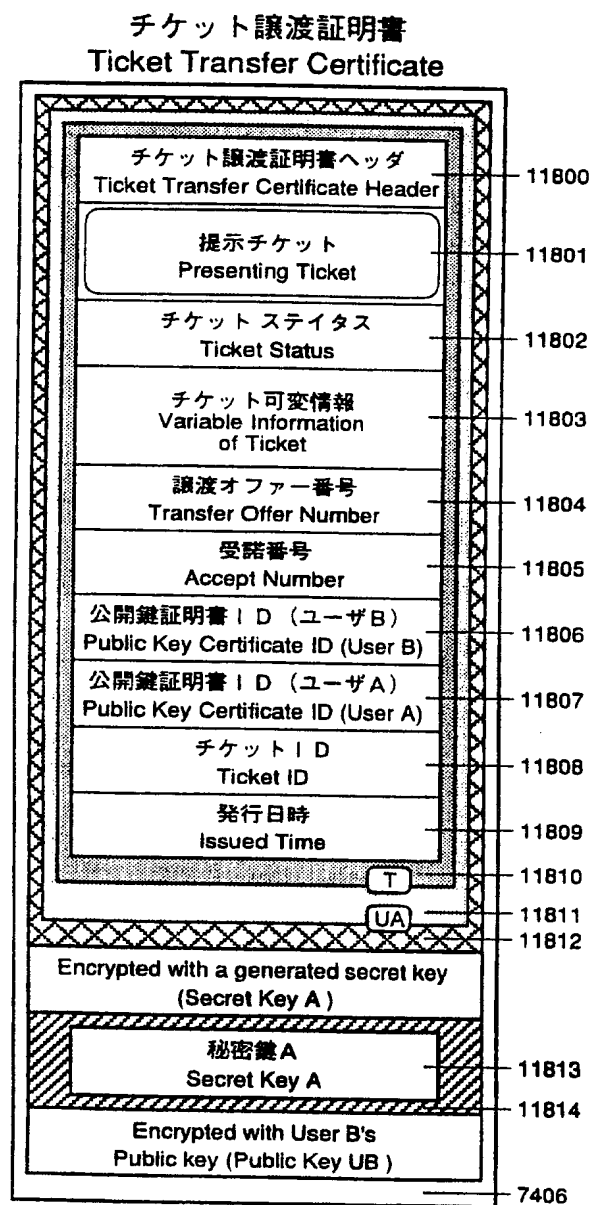 チケット譲渡証明書
Ticket Transfer Certificate
チケット譲渡証明書ヘッダ
Ticket Transfer Certificate Header
11800
提示チケット
Presenting Ticket
11801
チケット ステイタス
Ticket Status
11802
チケット可変情報
Variable Information
of Ticket
11803
譲渡オファー番号
Transfer Offer Number
11804
受諾番号
Accept Number
11805
公開鍵証明書ID(ユーザB)
Public Key Certificate ID (User B)
11806
公開鍵証明書ID(ユーザA)
Public Key Certificate ID (User A)
11807
チケットID
Ticket ID
11808
発行日時
Issued Time
11809
T
11810
UA
11811
11812
Encrypted with a generated secret key
(Secret Key A )
秘密鍵A
Secret Key A
11813
11814
Encrypted with User B's
Public key (Public Key UB )
7406